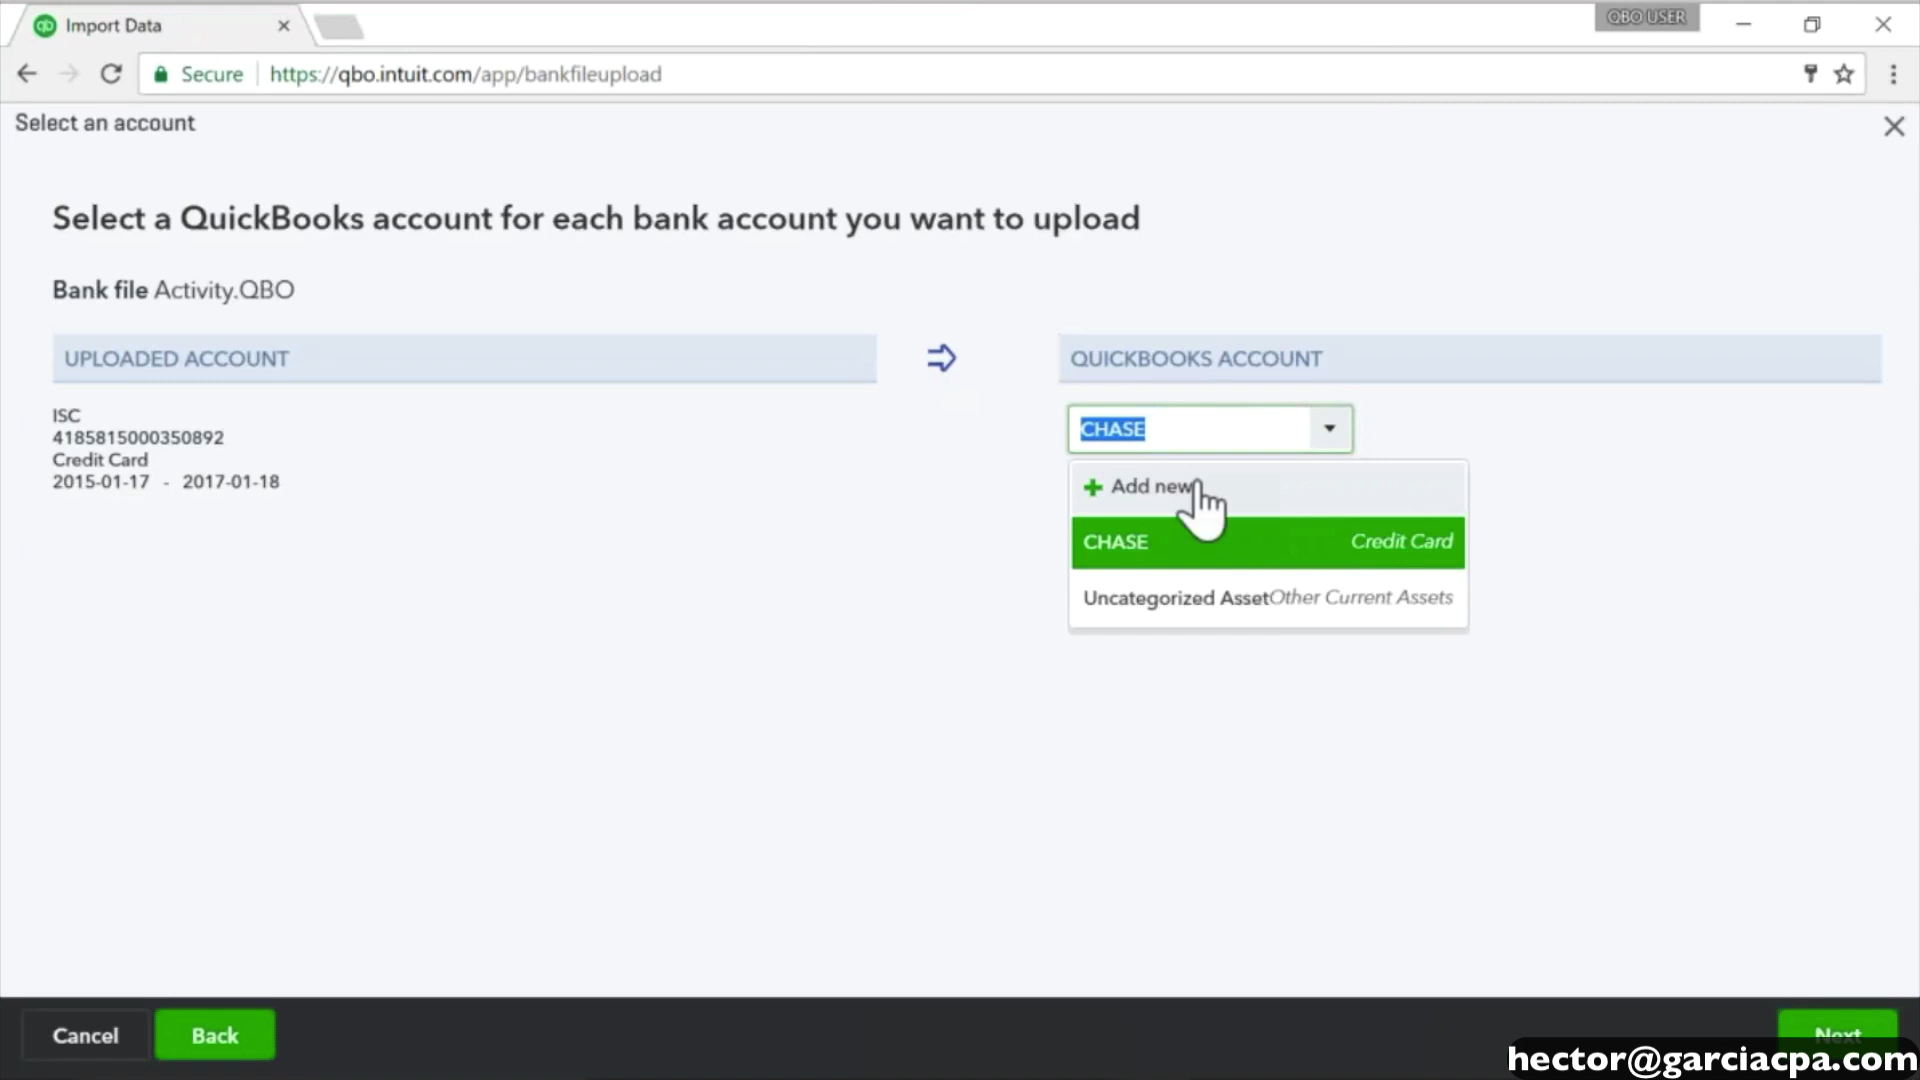 Import Data
QBO USER
Secure
https://qbo.intuit.com/app/bankfileupload
Select an account
Select a QuickBooks account for each bank account you want to upload
Bank file Activity.QBO
UPLOADED ACCOUNT
QUICKBOOKS ACCOUNT
ISC
4185815000350892
Credit Card
2015-01-17 - 2017-01-18
CHASE
Add new
CHASE Credit Card
Uncategorized Asset Other Current Assets
Cancel
Back
Next
hector@garciacpa.com